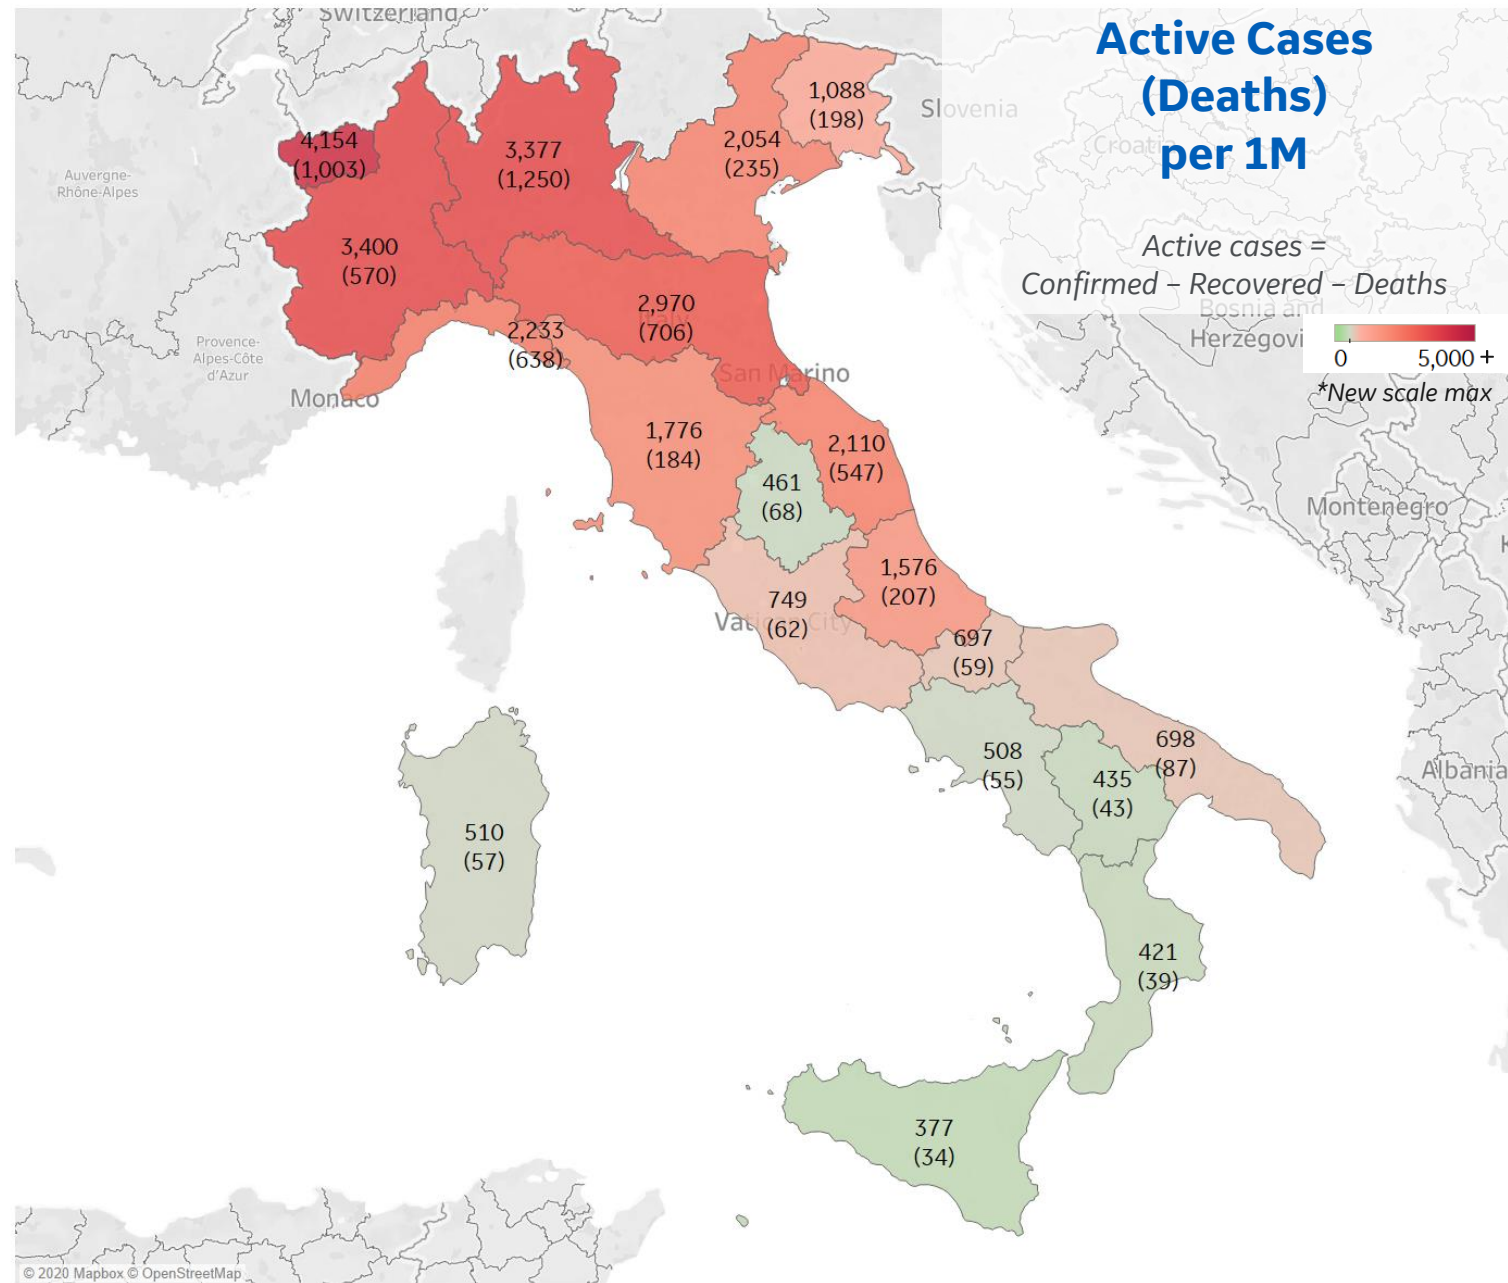 Switzerland
Active Cases
(Deaths)
per 1M
1,088
(198)
Slovenia
Croatia
4,154
(1,003)
3,377
(1,250)
2,054
(235)
Auvergne-
Rhône-Alpes
3,400
(570)
Active cases =
Confirmed – Recovered – Deaths
2,970
(706)
Italy
Bosnia and
Herzegovi
0
5,000 +
*New scale max
2,233
(638)
Provence-
Alpes-Côte
d'Azur
San Marino
Monaco
1,776
(184)
2,110
(547)
461
(68)
Montenegro
K
1,576
(207)
749
(62)
Vatican City
697
(59)
698
(87)
508
(55)
435
(43)
Albania
510
(57)
421
(39)
377
(34)
© 2020 Mapbox © OpenStreetMap